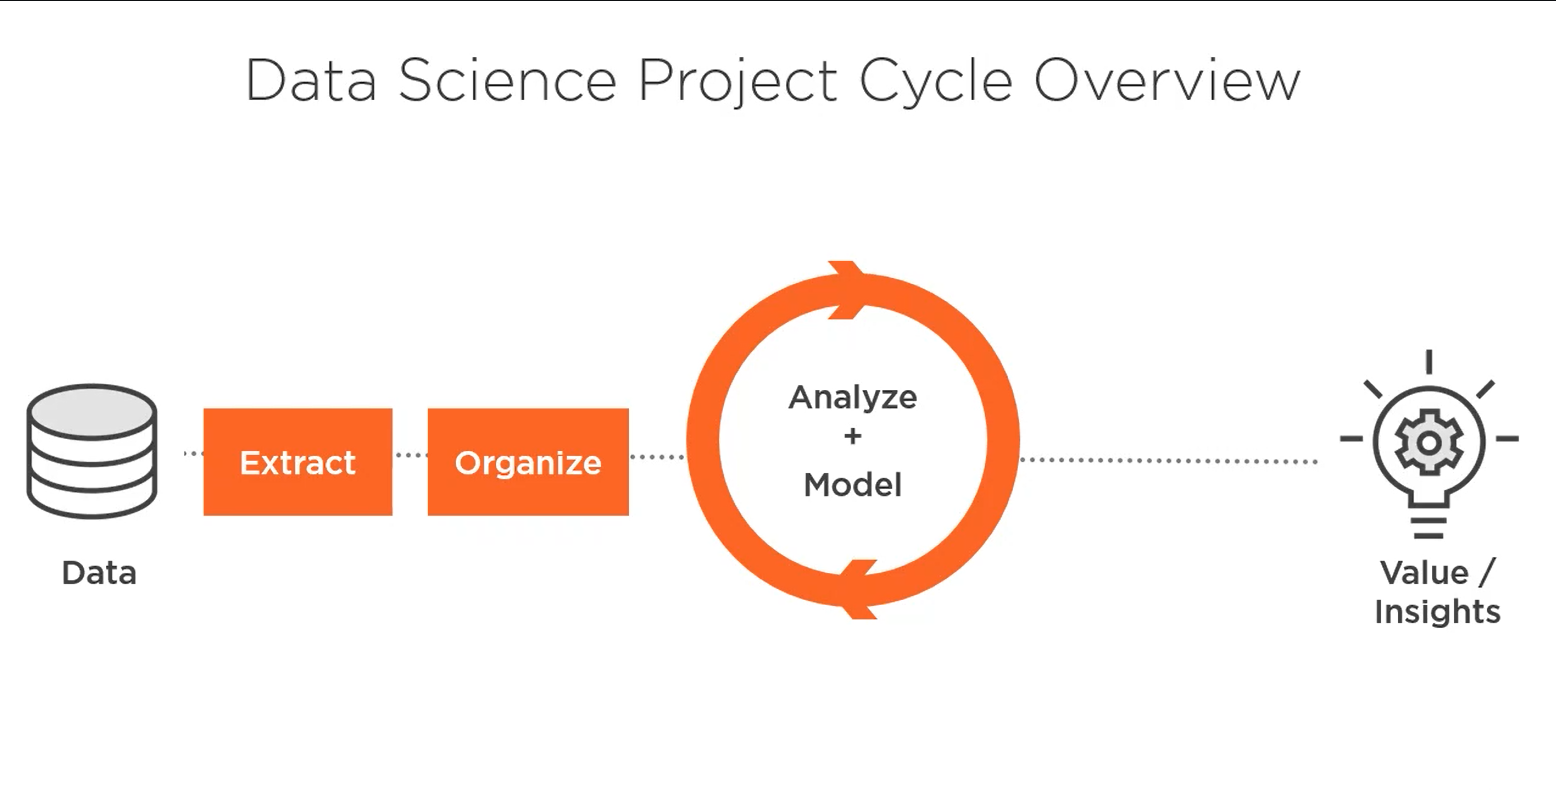 Data Science Project Cycle Overview
Data
Extract
Organize
Analyze
+
Model
Value /
Insights